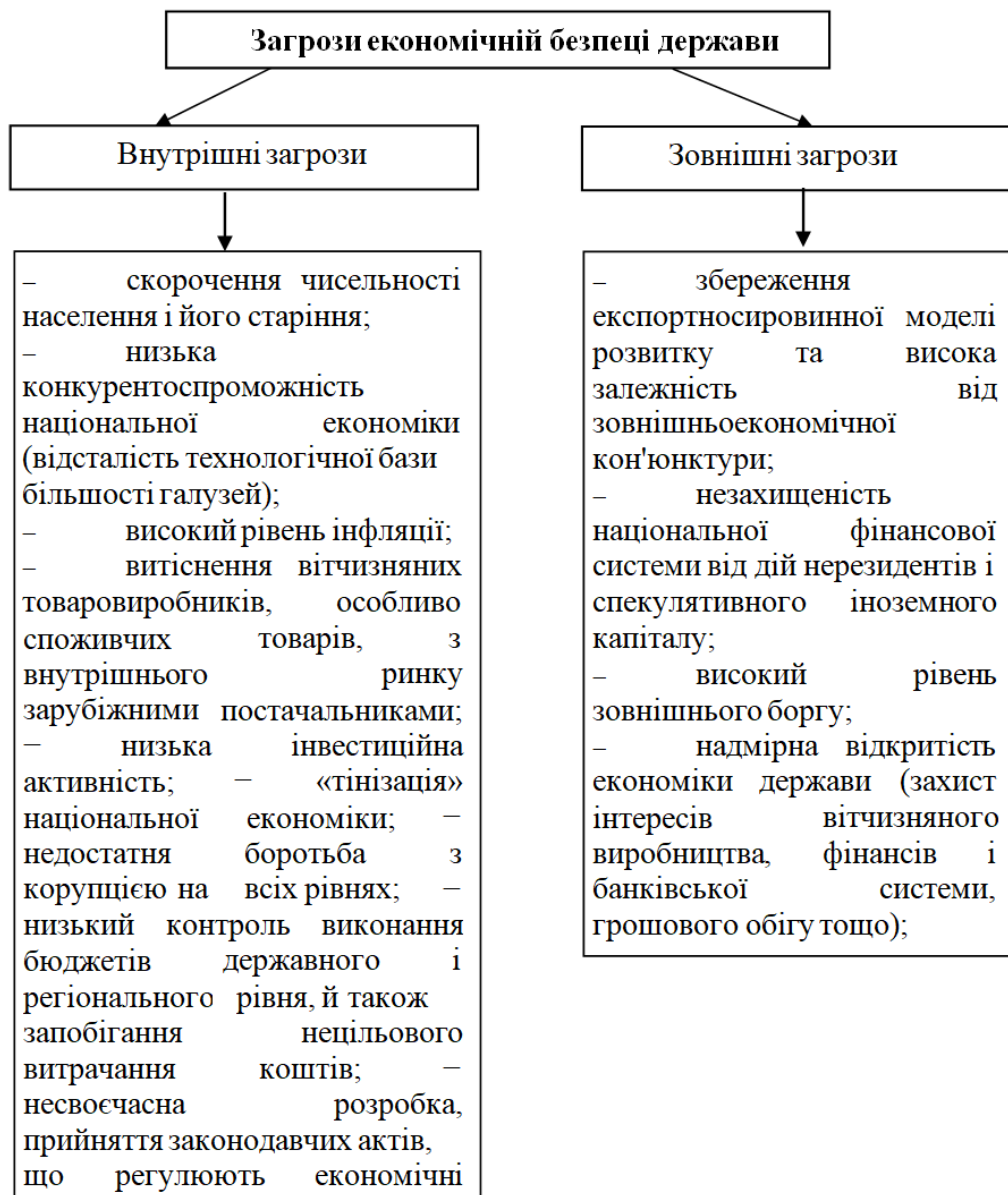 Загрози економічній безпеці держави
Внутрішні загрози
Зовнішні загрози
– скорочення чисельності
населення і його старіння;
– низька
конкурентоспроможність
національної економіки
(відсталість технологічної бази
більшості галузей);
– високий рівень інфляції;
– витіснення вітчизняних
товаровиробників, особливо
споживчих товарів, з
внутрішнього ринку
зарубіжними постачальниками;
− низька інвестиційна
активність; − «тінізація»
національної економіки; −
недостатня боротьба з
корупцією на всіх рівнях; −
низький контроль виконання
бюджетів державного і
регіонального рівня, й також
запобігання нецільового
витрачання коштів; −
несвоєчасна розробка,
прийняття законодавчих актів,
що регулюють економічні
– збереження
експортносировинної моделі
розвитку та висока
залежність від
зовнішньоекономічної
кон'юнктури;
– незахищеність
національної фінансової
системи від дій нерезидентів і
спекулятивного іноземного
капіталу;
– високий рівень
зовнішнього боргу;
– надмірна відкритість
економіки держави (захист
інтересів вітчизняного
виробництва, фінансів і
банківської системи,
грошового обігу тощо);